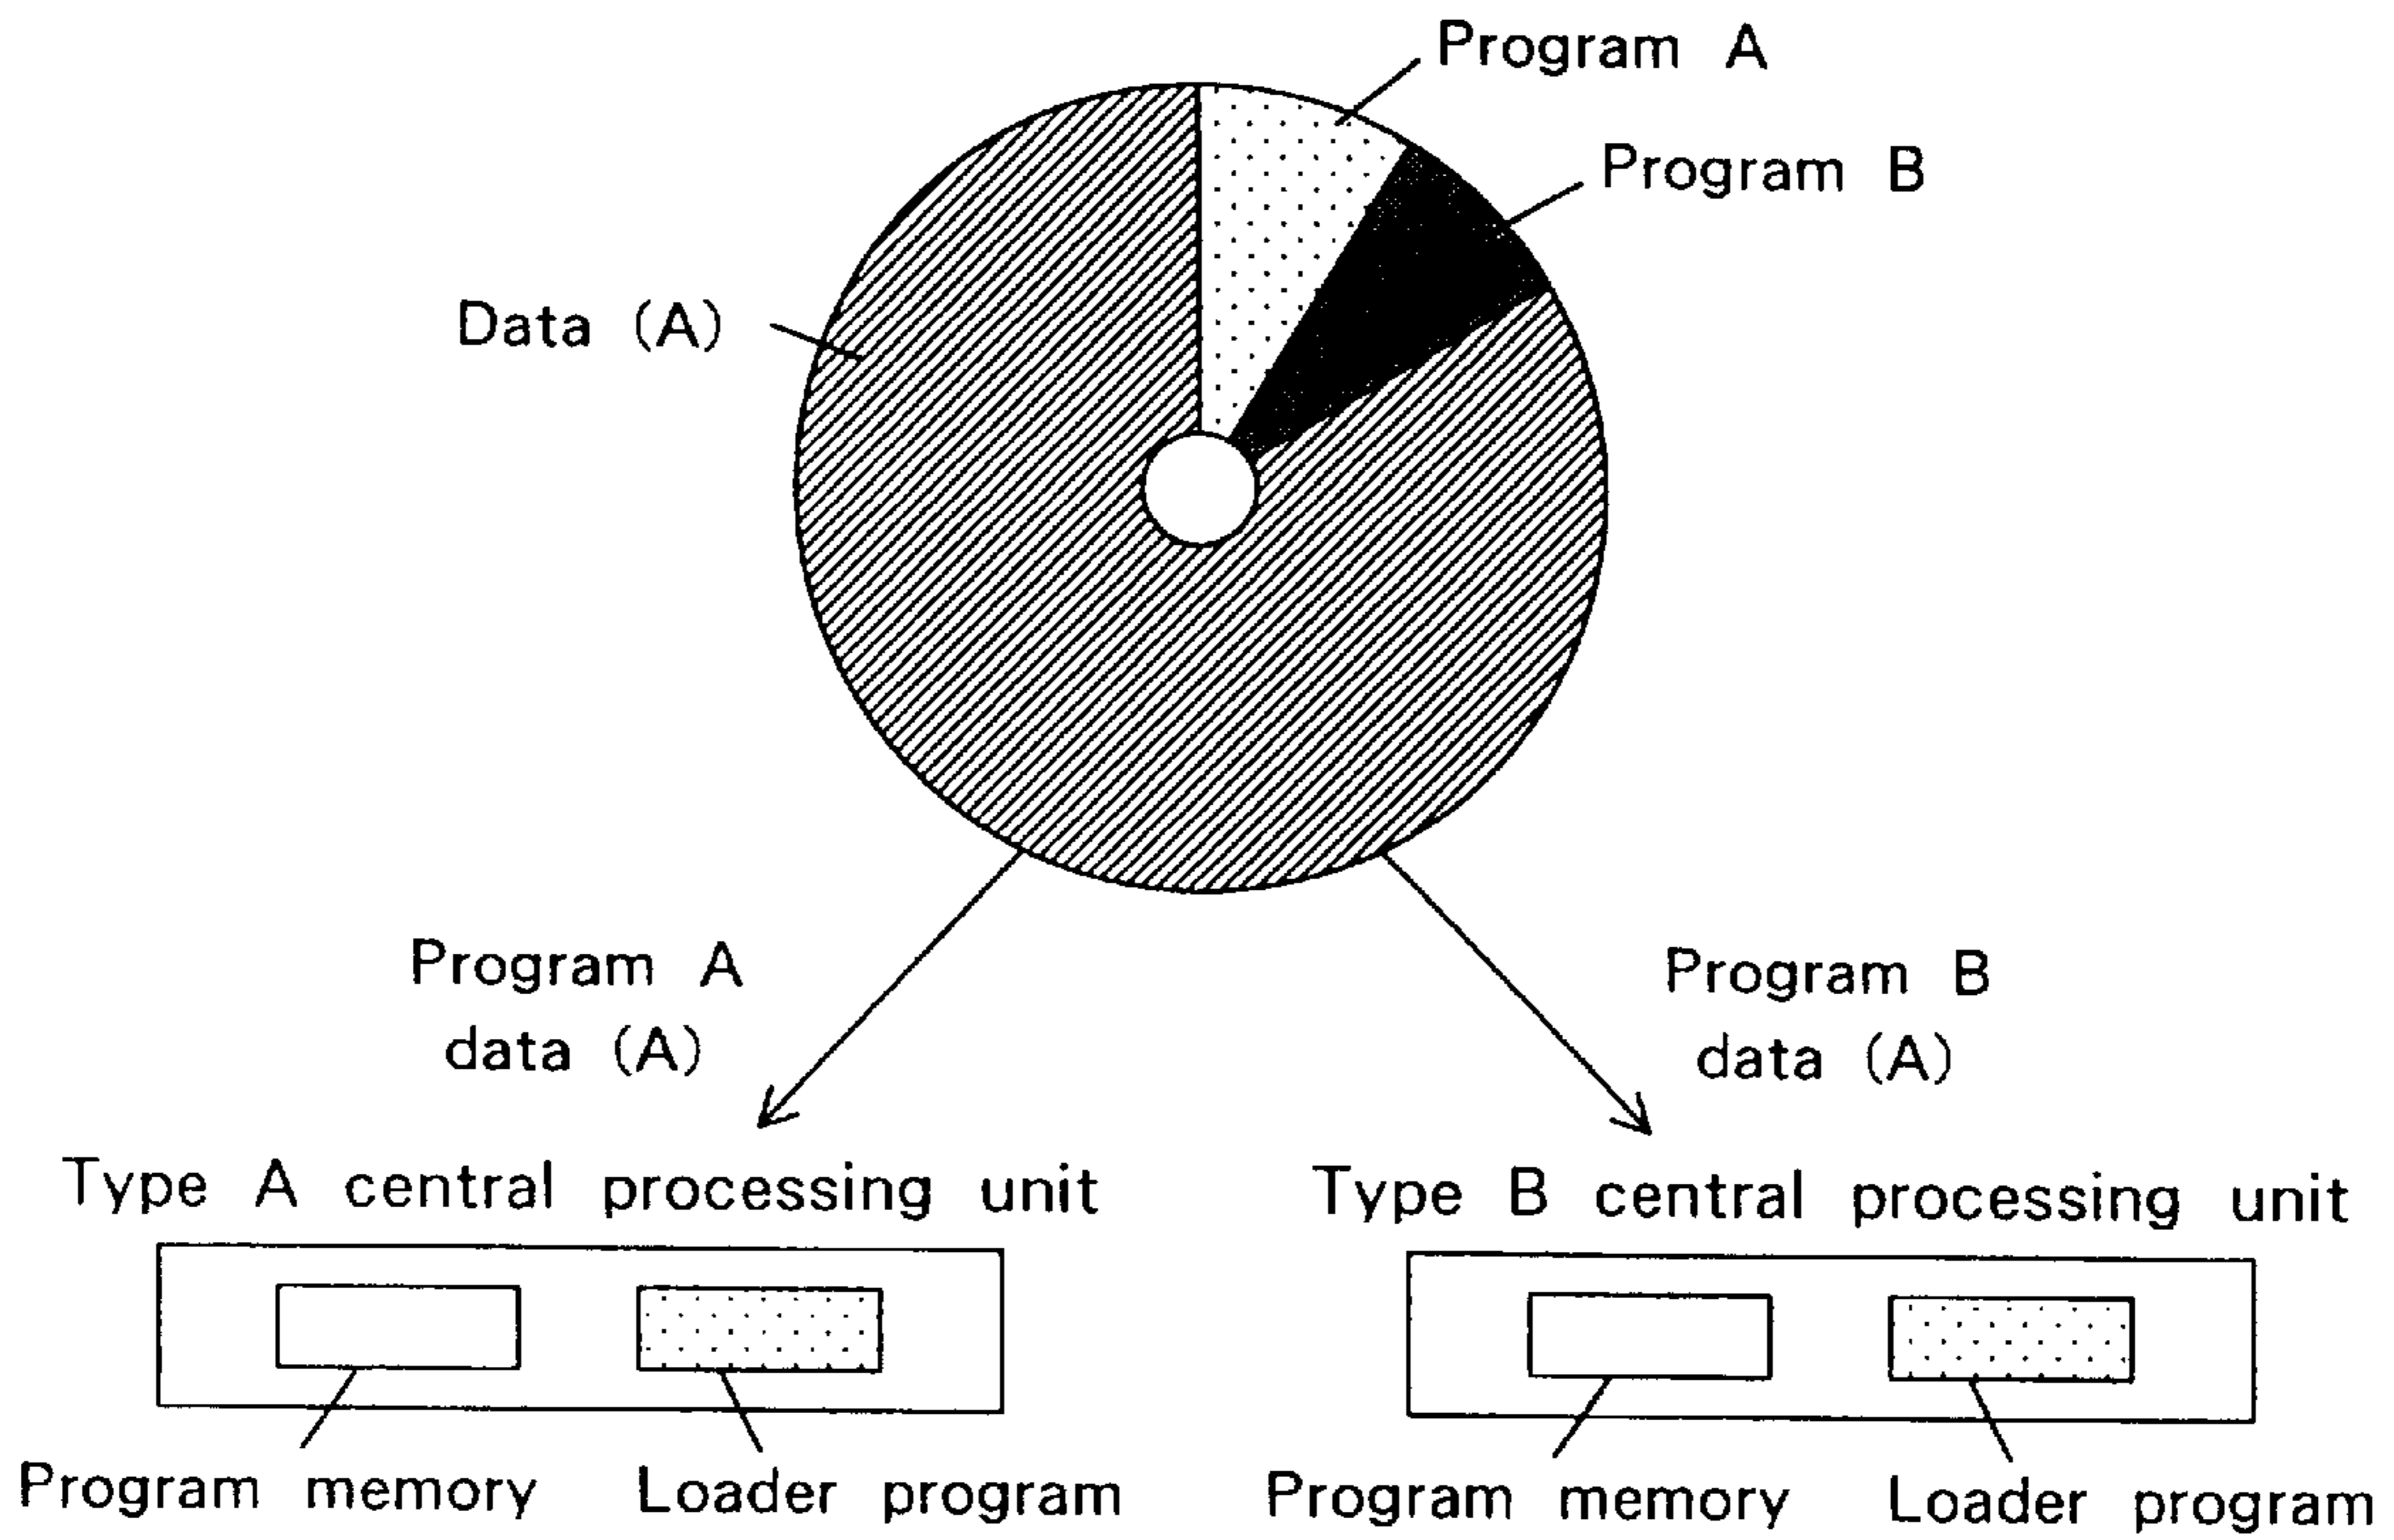 Program A
Program B
Data (A)
Program A
data (A)
Program B
data (A)
Type A central processing unit
Type B central processing unit
Program memory
Loader program
Program memory
Loader program